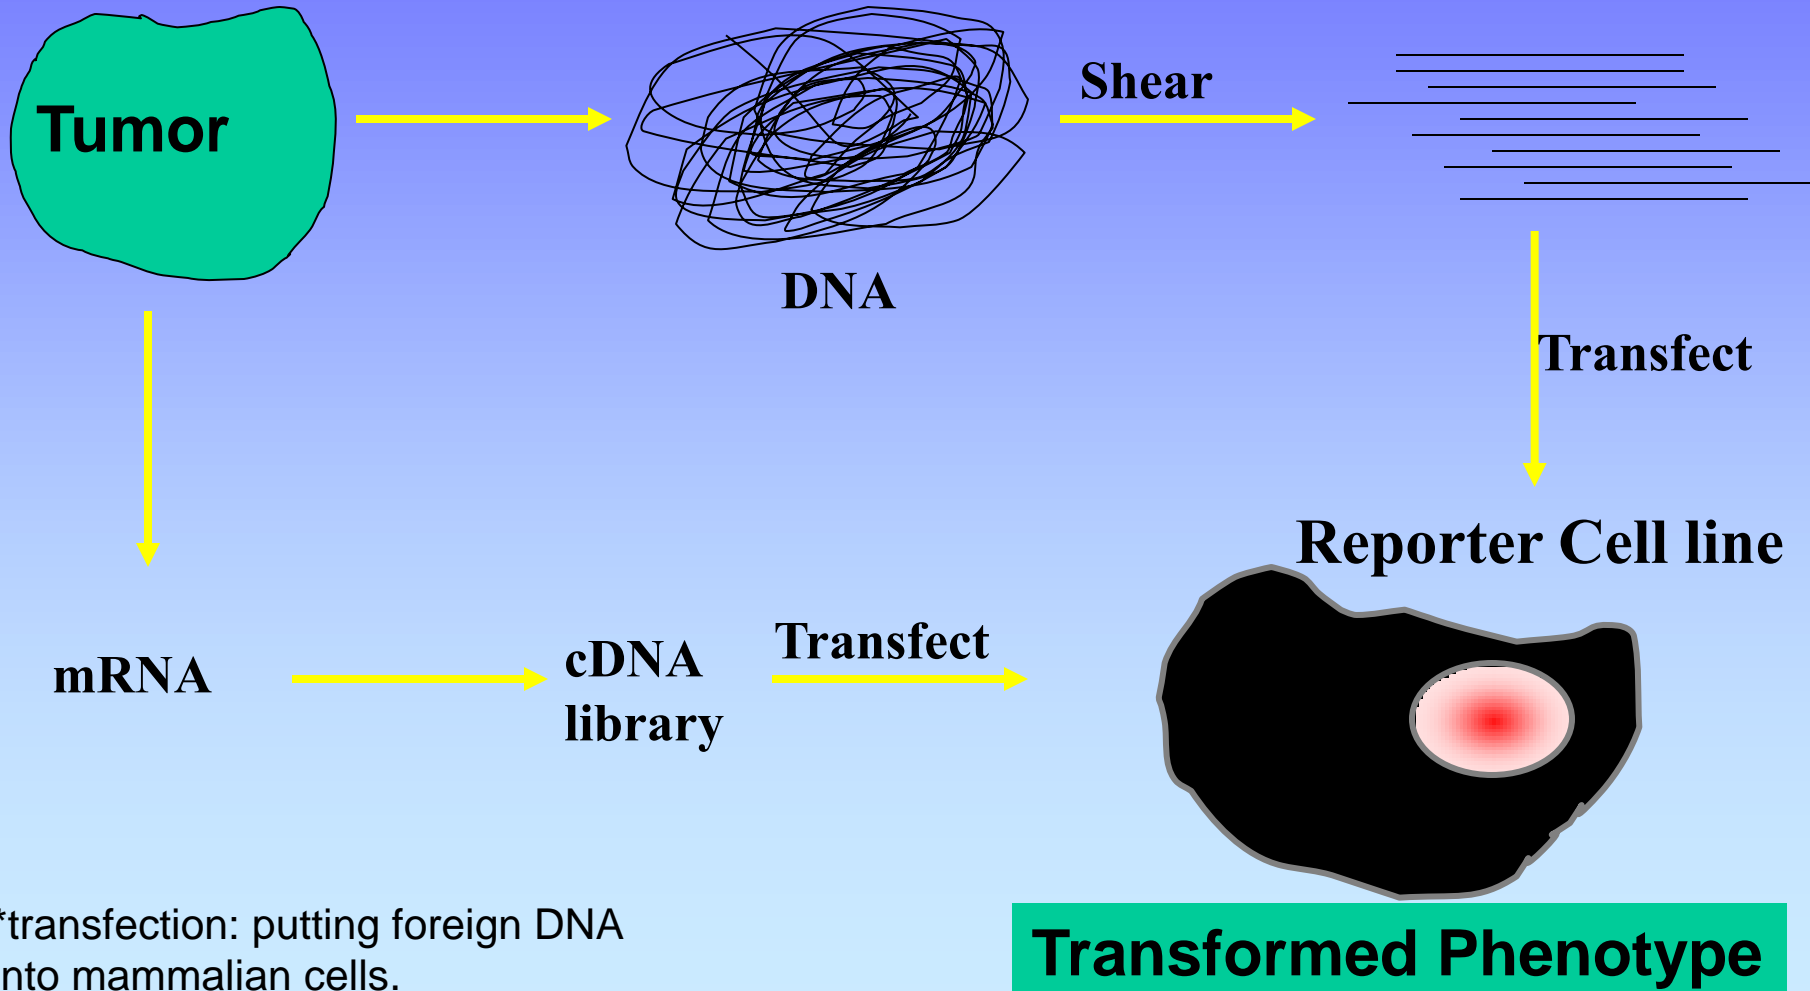 Tumor
Shear
DNA
Transfect
Reporter Cell line
mRNA
cDNA
library
Transfect
*transfection: putting foreign DNA
nto mammalian cells.
Transformed Phenotype